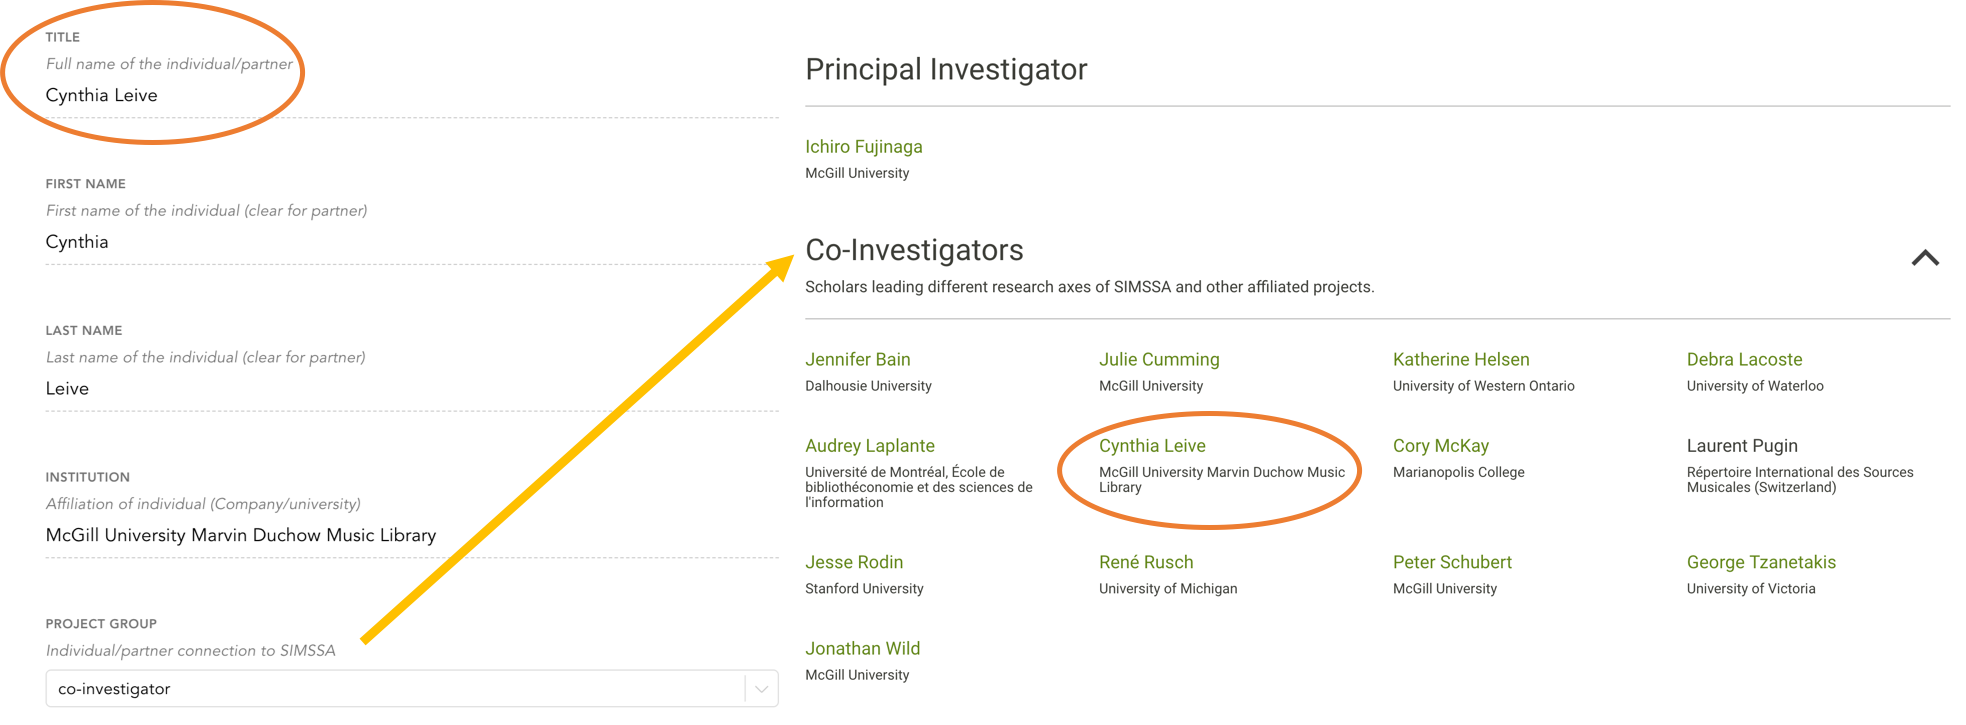 TITLE
Full name of the individual/partner
Cynthia Leive
FIRST NAME
First name of the individual (clear for partner)
Cynthia
LAST NAME
Last name of the individual (clear for partner)
Leive
INSTITUTION
Affiliation of individual (Company/university)
McGill University Marvin Duchow Music Library
PROJECT GROUP
Individual/partner connection to SIMSSA
co-investigator
Principal Investigator
Ichiro Fujinaga
McGill University
Co-Investigators
Scholars leading different research axes of SIMSSA and other affiliated projects.
Jennifer Bain
Dalhousie University
Julie Cumming
McGill University
Katherine Helsen
University of Western Ontario
Debra Lacoste
University of Waterloo
Audrey Laplante
Université de Montréal, École de
bibliothéconomie et des sciences de
l'information
Cynthia Leive
McGill University Marvin Duchow Music
Library
Cory McKay
Marianopolis College
Laurent Pugin
Répertoire International des Sources
Musicales (Switzerland)
Jesse Rodin
Stanford University
René Rusch
University of Michigan
Peter Schubert
McGill University
George Tzanetakis
University of Victoria
Jonathan Wild
McGill University